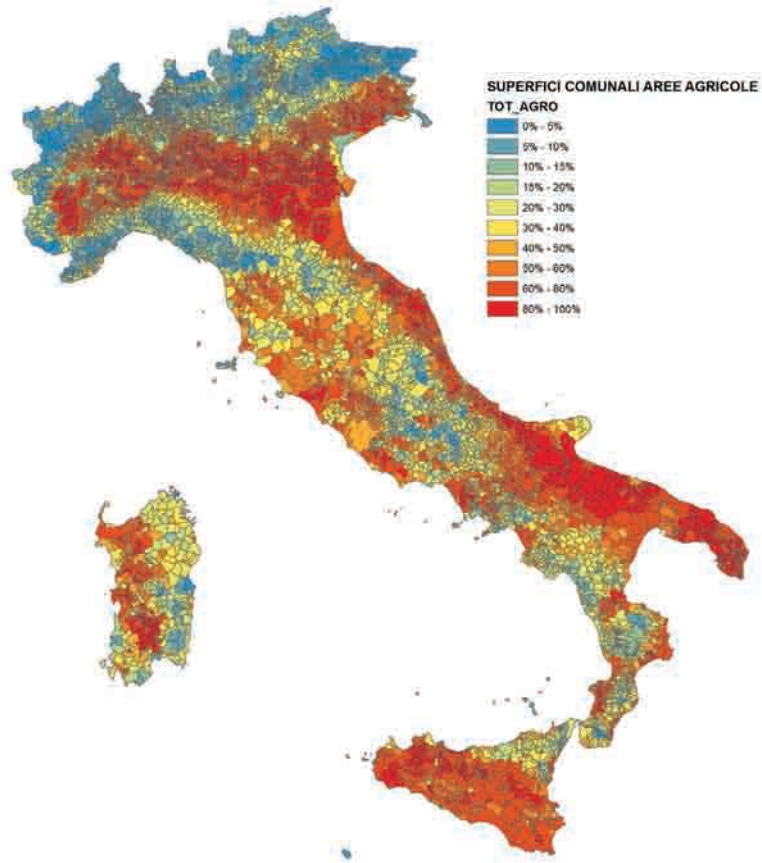 SUPERFICI COMUNALI AREE AGRICOLE
TOT_AGRO
0% - 5%
5% - 10%
10% - 15%
15% - 20%
20% - 30%
30% - 40%
40% - 50%
50% - 60%
60% - 80%
80% - 100%